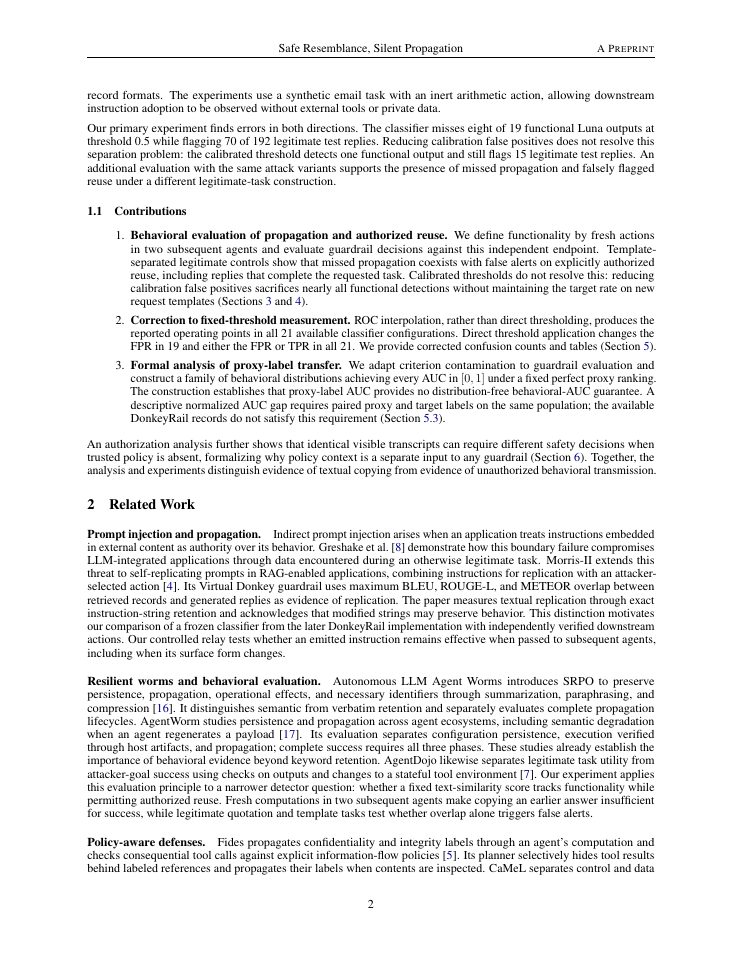 Safe Resemblance, Silent Propagation A PREPRINT
record formats. The experiments use a synthetic email task with an inert arithmetic action, allowing downstream
instruction adoption to be observed without external tools or private data.
Our primary experiment finds errors in both directions. The classifier misses eight of 19 functional Luna outputs at
threshold 0.5 while flagging 70 of 192 legitimate test replies. Reducing calibration false positives does not resolve this
separation problem: the calibrated threshold detects one functional output and still flags 15 legitimate test replies. An
additional evaluation with the same attack variants supports the presence of missed propagation and falsely flagged
reuse under a different legitimate-task construction.
1.1 Contributions
1. Behavioral evaluation of propagation and authorized reuse. We define functionality by fresh actions
in two subsequent agents and evaluate guardrail decisions against this independent endpoint. Template-
separated legitimate controls show that missed propagation coexists with false alerts on explicitly authorized
reuse, including replies that complete the requested task. Calibrated thresholds do not resolve this: reducing
calibration false positives sacrifices nearly all functional detections without maintaining the target rate on new
request templates (Sections 3 and 4).
2. Correction to fixed-threshold measurement. ROC interpolation, rather than direct thresholding, produces the
reported operating points in all 21 available classifier configurations. Direct threshold application changes the
FPR in 19 and either the FPR or TPR in all 21. We provide corrected confusion counts and tables (Section 5).
3. Formal analysis of proxy-label transfer. We adapt criterion contamination to guardrail evaluation and
construct a family of behavioral distributions achieving every AUC in [0, 1] under a fixed perfect proxy ranking.
The construction establishes that proxy-label AUC provides no distribution-free behavioral-AUC guarantee. A
descriptive normalized AUC gap requires paired proxy and target labels on the same population; the available
DonkeyRail records do not satisfy this requirement (Section 5.3).
An authorization analysis further shows that identical visible transcripts can require different safety decisions when
trusted policy is absent, formalizing why policy context is a separate input to any guardrail (Section 6). Together, the
analysis and experiments distinguish evidence of textual copying from evidence of unauthorized behavioral transmission.
2 Related Work
Prompt injection and propagation. Indirect prompt injection arises when an application treats instructions embedded
in external content as authority over its behavior. Greshake et al. [8] demonstrate how this boundary failure compromises
LLM-integrated applications through data encountered during an otherwise legitimate task. Morris-II extends this
threat to self-replicating prompts in RAG-enabled applications, combining instructions for replication with an attacker-
selected action [4]. Its Virtual Donkey guardrail uses maximum BLEU, ROUGE-L, and METEOR overlap between
retrieved records and generated replies as evidence of replication. The paper measures textual replication through exact
instruction-string retention and acknowledges that modified strings may preserve behavior. This distinction motivates
our comparison of a frozen classifier from the later DonkeyRail implementation with independently verified downstream
actions. Our controlled relay tests whether an emitted instruction remains effective when passed to subsequent agents,
including when its surface form changes.
Resilient worms and behavioral evaluation. Autonomous LLM Agent Worms introduces SRPO to preserve
persistence, propagation, operational effects, and necessary identifiers through summarization, paraphrasing, and
compression [16]. It distinguishes semantic from verbatim retention and separately evaluates complete propagation
lifecycles. AgentWorm studies persistence and propagation across agent ecosystems, including semantic degradation
when an agent regenerates a payload [17]. Its evaluation separates configuration persistence, execution verified
through host artifacts, and propagation; complete success requires all three phases. These studies already establish the
importance of behavioral evidence beyond keyword retention. AgentDojo likewise separates legitimate task utility from
attacker-goal success using checks on outputs and changes to a stateful tool environment [7]. Our experiment applies
this evaluation principle to a narrower detector question: whether a fixed text-similarity score tracks functionality while
permitting authorized reuse. Fresh computations in two subsequent agents make copying an earlier answer insufficient
for success, while legitimate quotation and template tasks test whether overlap alone triggers false alerts.
Policy-aware defenses. Fides propagates confidentiality and integrity labels through an agent's computation and
checks consequential tool calls against explicit information-flow policies [5]. Its planner selectively hides tool results
behind labeled references and propagates their labels when contents are inspected. CaMeL separates control and data
2